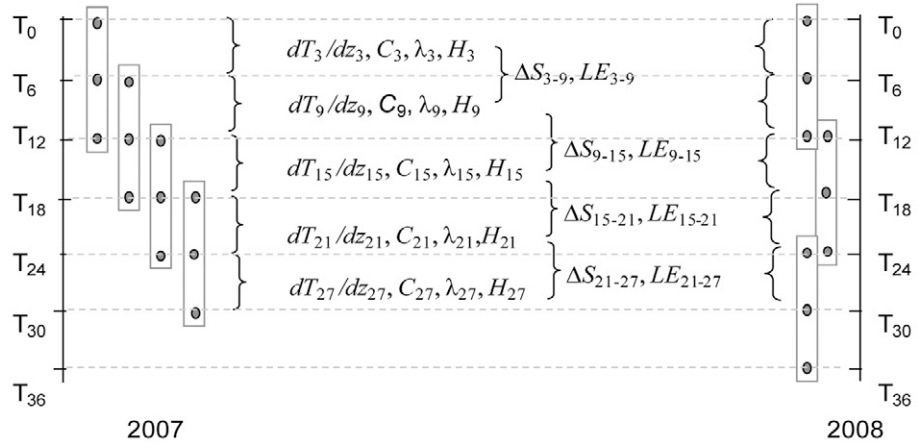 T₀ T₀
dT₃/dz₃, C₃, λ₃, H₃
ΔS₃₋₉, LE₃₋₉
T₆ T₆
dT₉/dz₉, C₉, λ₉, H₉
T₁₂ T₁₂
ΔS₉₋₁₅, LE₉₋₁₅
dT₁₅/dz₁₅, C₁₅, λ₁₅, H₁₅
T₁₈ T₁₈
ΔS₁₅₋₂₁, LE₁₅₋₂₁
dT₂₁/dz₂₁, C₂₁, λ₂₁, H₂₁
T₂₄ T₂₄
ΔS₂₁₋₂₇, LE₂₁₋₂₇
dT₂₇/dz₂₇, C₂₇, λ₂₇, H₂₇
T₃₀ T₃₀
T₃₆ T₃₆
2007 2008